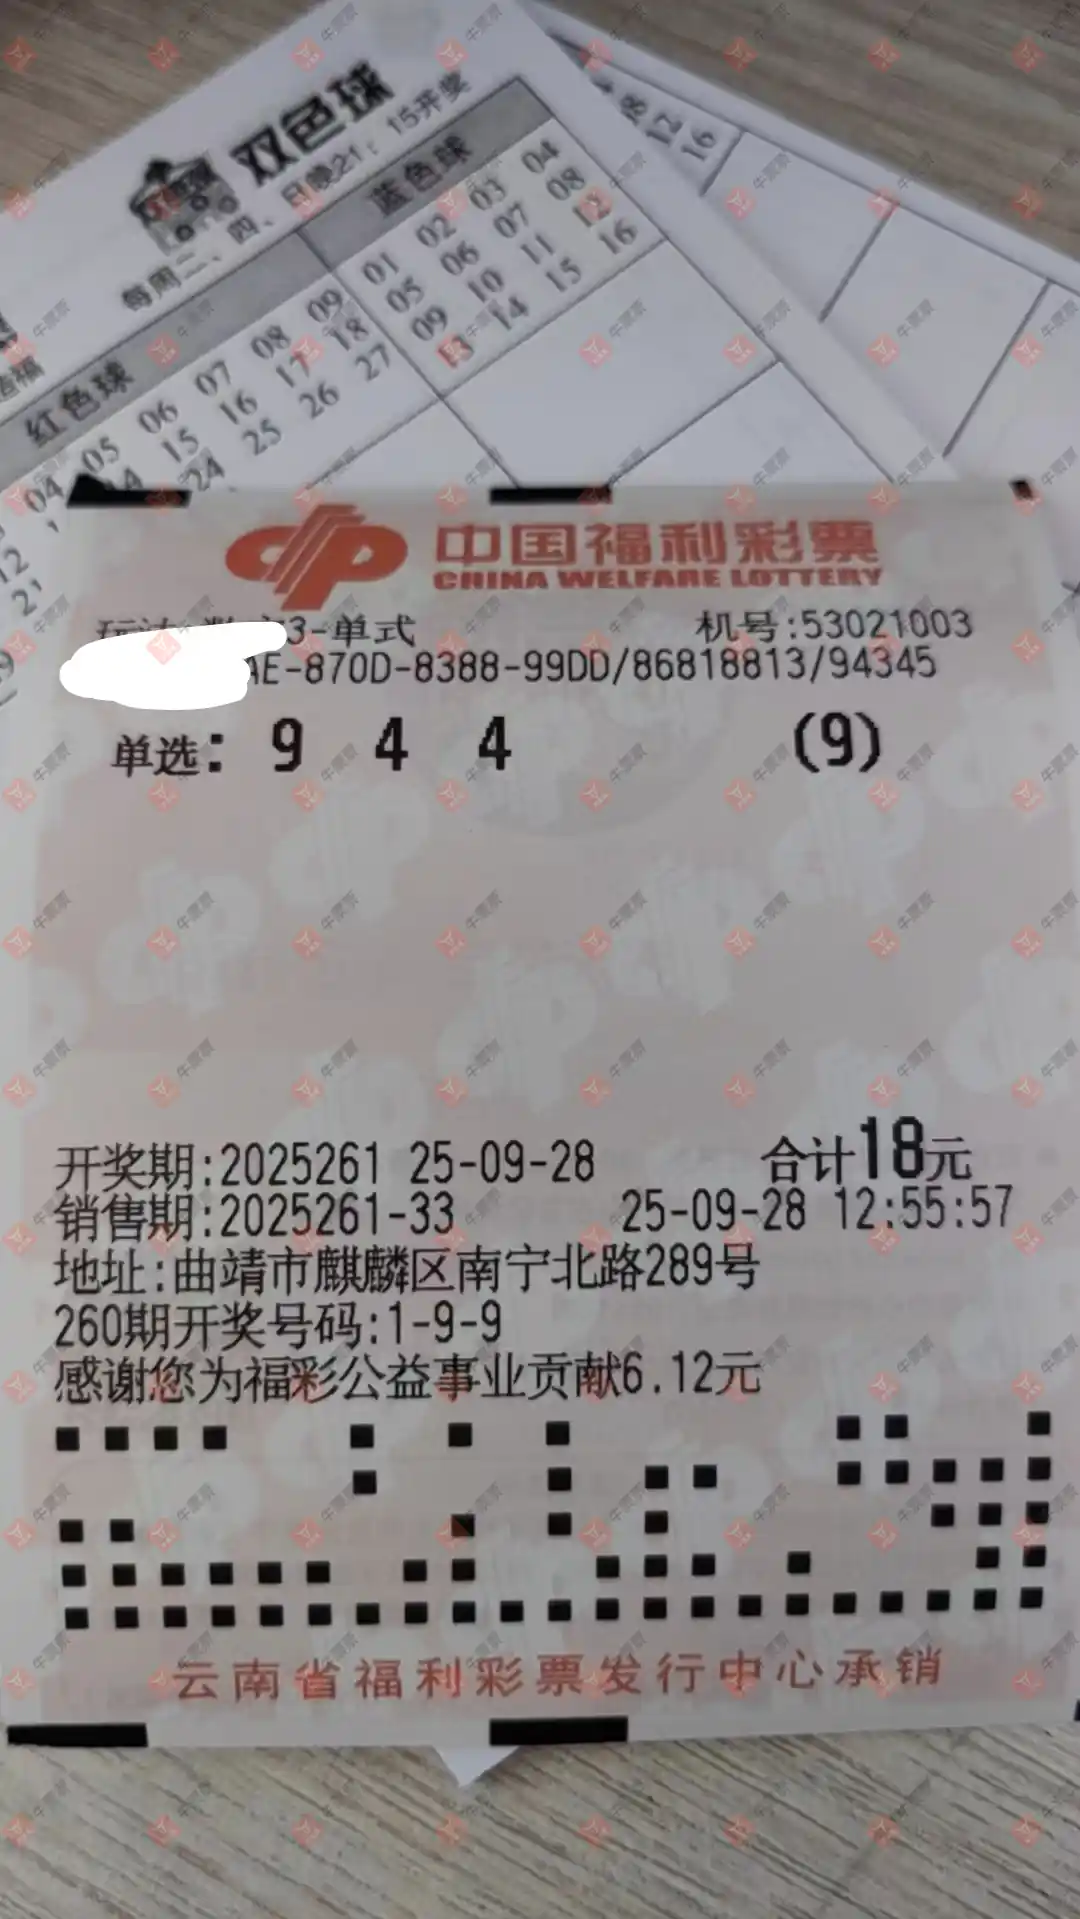 双色球
每周二、四、日晚21:15开奖
蓝色球
红色球
01 02 03 04
05 06 07 08
09 10 11 12
13 14 15 16
04 05 06 07 08 09
15 16 17 18
24 25 26 27
12
21
12
16
中国福利彩票
CHINA WELFARE LOTTERY
3-单式 机号:53021003
AE-870D-8388-99DD/86818813/94345
单选: 9 4 4 (9)
开奖期:2025261 25-09-28 合计18元
销售期:2025261-33 25-09-28 12:55:57
地址:曲靖市麒麟区南宁北路289号
260期开奖号码:1-9-9
感谢您为福彩公益事业贡献6.12元
云南省福利彩票发行中心承销
牛票票